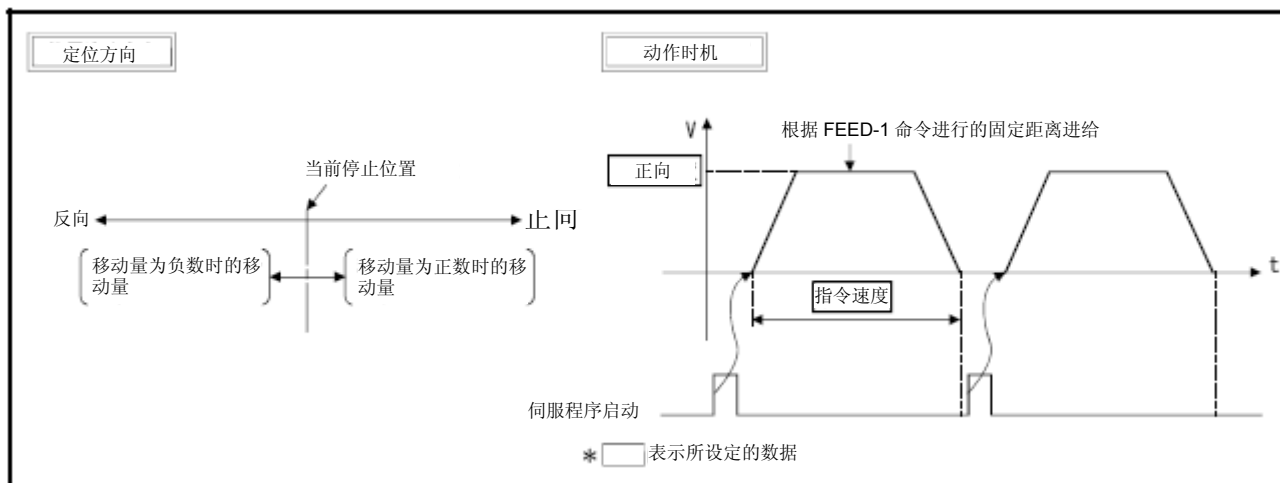 定位方向
动作时机
V
根据 FEED-1 命令进行的固定距离进给
当前停止位置
正向
反向
止回
移动量为负数时的移
动量
移动量为正数时的移
动量
t
指令速度
伺服程序启动
* 表示所设定的数据